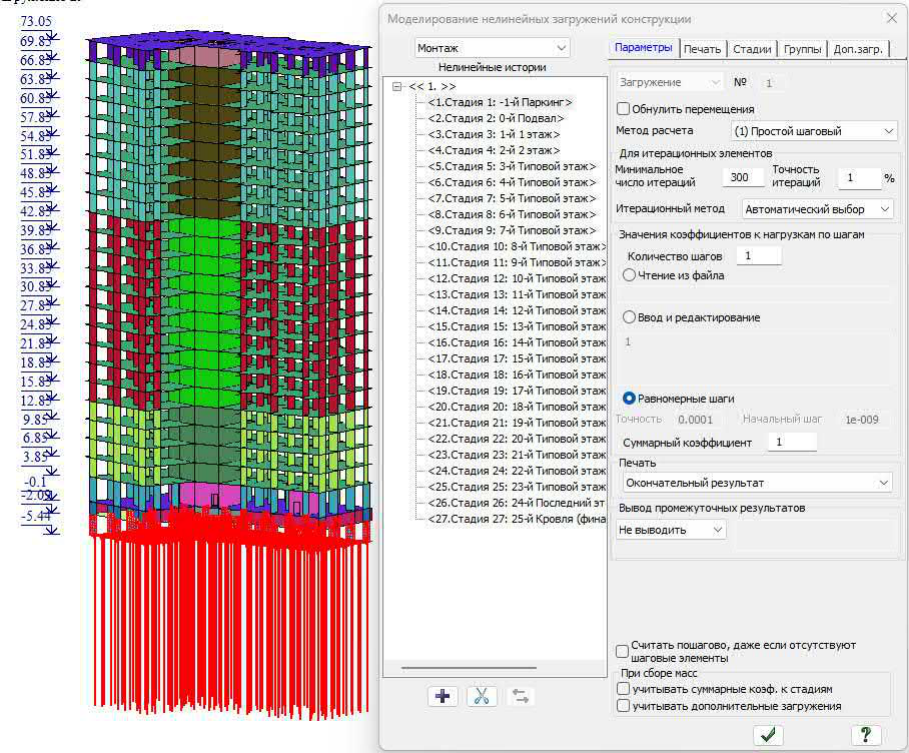 73.05
69.85
66.85
63.85
60.85
57.85
54.85
51.85
48.85
45.85
42.85
39.85
36.85
33.85
30.85
27.85
24.85
21.85
18.85
15.85
12.85
9.85
6.85
3.85
-0.1
-5.44
Моделирование нелинейных загружений конструкции
Монтаж
Нелинейные истории
<< 1. >>
<1.Стадия 1: -1-й Паркинг>
<2.Стадия 2: 0-й Подвал>
<3.Стадия 3: 1-й 1 этаж>
<4.Стадия 4: 2-й 2 этаж>
<5.Стадия 5: 3-й Типовой этаж>
<6.Стадия 6: 4-й Типовой этаж>
<7.Стадия 7: 5-й Типовой этаж>
<8.Стадия 8: 6-й Типовой этаж>
<9.Стадия 9: 7-й Типовой этаж>
<10.Стадия 10: 8-й Типовой этаж>
<11.Стадия 11: 9-й Типовой этаж>
<12.Стадия 12: 10-й Типовой этаж
<13.Стадия 13: 11-й Типовой этаж
<14.Стадия 14: 12-й Типовой этаж
<15.Стадия 15: 13-й Типовой этаж
<16.Стадия 16: 14-й Типовой этаж
<17.Стадия 17: 15-й Типовой этаж
<18.Стадия 18: 16-й Типовой этаж
<19.Стадия 19: 17-й Типовой этаж
<20.Стадия 20: 18-й Типовой этаж
<21.Стадия 21: 19-й Типовой этаж
<22.Стадия 22: 20-й Типовой этаж
<23.Стадия 23: 21-й Типовой этаж
<24.Стадия 24: 22-й Типовой этаж
<25.Стадия 25: 23-й Типовой этаж
<26.Стадия 26: 24-й Последний эт
<27.Стадия 27: 25-й Кровля (фина
Параметры Печать Стадии Группы Доп.загр.
Загружение № 1
Обнулить перемещения
Метод расчета (1) Простой шаговый
Для итерационных элементов
Минимальное число итераций 300 Точность итераций 1 %
Итерационный метод Автоматический выбор
Значения коэффициентов к нагрузкам по шагам
Количество шагов 1
Чтение из файла
Ввод и редактирование
1
Равномерные шаги
Точность 0.0001 Начальный шаг 1e-009
Суммарный коэффициент 1
Печать
Окончательный результат
Вывод промежуточных результатов
Не выводить
Считать пошагово, даже если отсутствуют
шаговые элементы
При сборе масс
учитывать суммарные коэф. к стадиям
учитывать дополнительные загружения
?